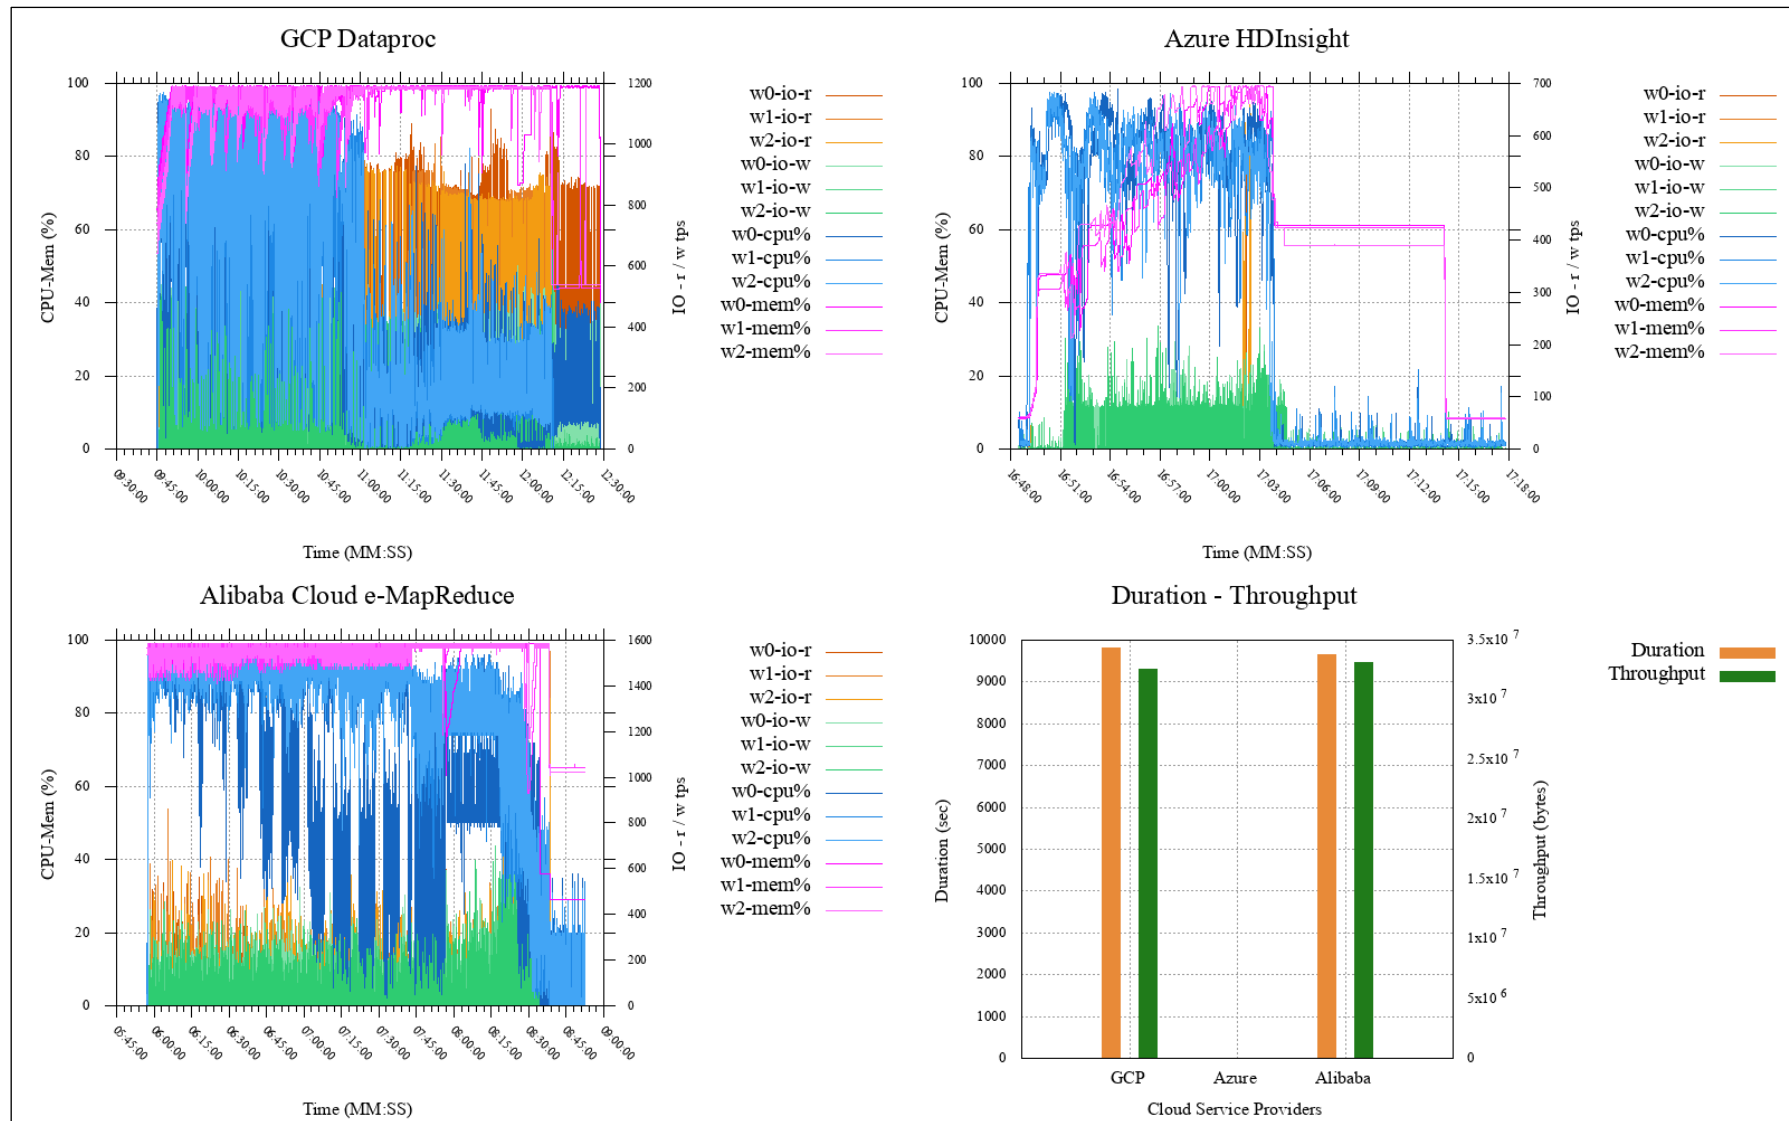 GCP Dataproc
100
80
60
40
20
0
CPU-Mem (%)
1200
1000
800
600
400
200
0
IO - r / w tps
09:30:00
09:45:00
10:00:00
10:15:00
10:30:00
10:45:00
11:00:00
11:15:00
11:30:00
11:45:00
12:00:00
12:15:00
12:30:00
Time (MM:SS)
w0-io-r
w1-io-r
w2-io-r
w0-io-w
w1-io-w
w2-io-w
w0-cpu%
w1-cpu%
w2-cpu%
w0-mem%
w1-mem%
w2-mem%
Azure HDInsight
100
80
60
40
20
0
CPU-Mem (%)
700
600
500
400
300
200
100
0
IO - r / w tps
16:48:00
16:51:00
16:54:00
16:57:00
17:00:00
17:03:00
17:06:00
17:09:00
17:12:00
17:15:00
17:18:00
Time (MM:SS)
w0-io-r
w1-io-r
w2-io-r
w0-io-w
w1-io-w
w2-io-w
w0-cpu%
w1-cpu%
w2-cpu%
w0-mem%
w1-mem%
w2-mem%
Alibaba Cloud e-MapReduce
100
80
60
40
20
0
CPU-Mem (%)
1600
1400
1200
1000
800
600
400
200
0
IO - r / w tps
05:45:00
06:00:00
06:15:00
06:30:00
06:45:00
07:00:00
07:15:00
07:30:00
07:45:00
08:00:00
08:15:00
08:30:00
08:45:00
09:00:00
Time (MM:SS)
w0-io-r
w1-io-r
w2-io-r
w0-io-w
w1-io-w
w2-io-w
w0-cpu%
w1-cpu%
w2-cpu%
w0-mem%
w1-mem%
w2-mem%
Duration - Throughput
10000
9000
8000
7000
6000
5000
4000
3000
2000
1000
0
Duration (sec)
3.5x10 7
3x10 7
2.5x10 7
2x10 7
1.5x10 7
1x10 7
5x10 6
0
Throughput (bytes)
GCP
Azure
Alibaba
Cloud Service Providers
Duration
Throughput